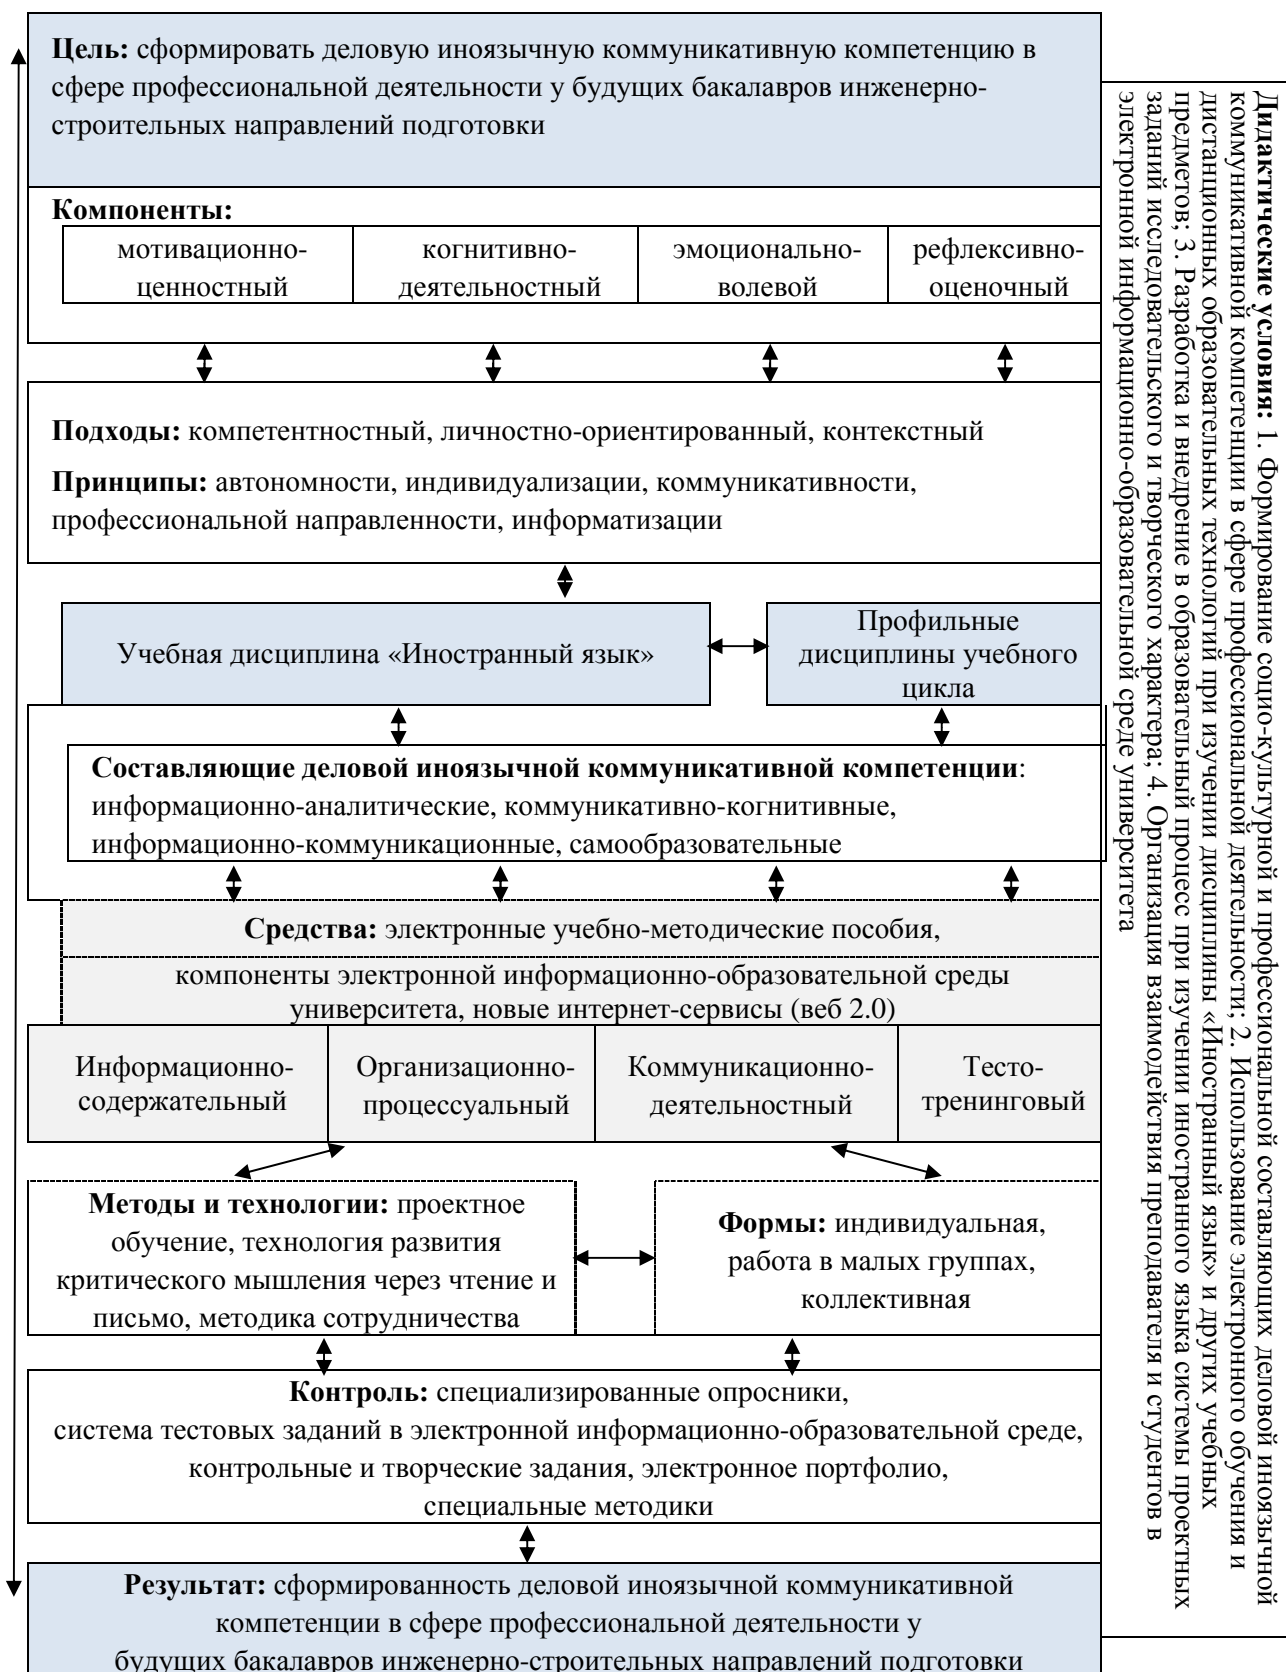 Цель: сформировать деловую иноязычную коммуникативную компетенцию в
сфере профессиональной деятельности у будущих бакалавров инженерно-
строительных направлений подготовки
Компоненты:
мотивационно-
ценностный
когнитивно-
деятельностный
эмоционально-
волевой
рефлексивно-
оценочный
Подходы: компетентностный, личностно-ориентированный, контекстный
Принципы: автономности, индивидуализации, коммуникативности,
профессиональной направленности, информатизации
Учебная дисциплина «Иностранный язык»
Профильные
дисциплины учебного
цикла
Составляющие деловой иноязычной коммуникативной компетенции:
информационно-аналитические, коммуникативно-когнитивные,
информационно-коммуникационные, самообразовательные
Средства: электронные учебно-методические пособия,
компоненты электронной информационно-образовательной среды
университета, новые интернет-сервисы (веб 2.0)
Информационно-
содержательный
Организационно-
процессуальный
Коммуникационно-
деятельностный
Тесто-
тренинговый
Методы и технологии: проектное
обучение, технология развития
критического мышления через чтение и
письмо, методика сотрудничества
Формы: индивидуальная,
работа в малых группах,
коллективная
Контроль: специализированные опросники,
система тестовых заданий в электронной информационно-образовательной среде,
контрольные и творческие задания, электронное портфолио,
специальные методики
Результат: сформированность деловой иноязычной коммуникативной
компетенции в сфере профессиональной деятельности у
будущих бакалавров инженерно-строительных направлений подготовки
Дидактические условия: 1. Формирование социо-культурной и профессиональной составляющих деловой иноязычной
коммуникативной компетенции в сфере профессиональной деятельности; 2. Использование электронного обучения и
дистанционных образовательных технологий при изучении дисциплины «Иностранный язык» и других учебных
предметов; 3. Разработка и внедрение в образовательный процесс при изучении иностранного языка системы проектных
заданий исследовательского и творческого характера; 4. Организация взаимодействия преподавателя и студентов в
электронной информационно-образовательной среде университета